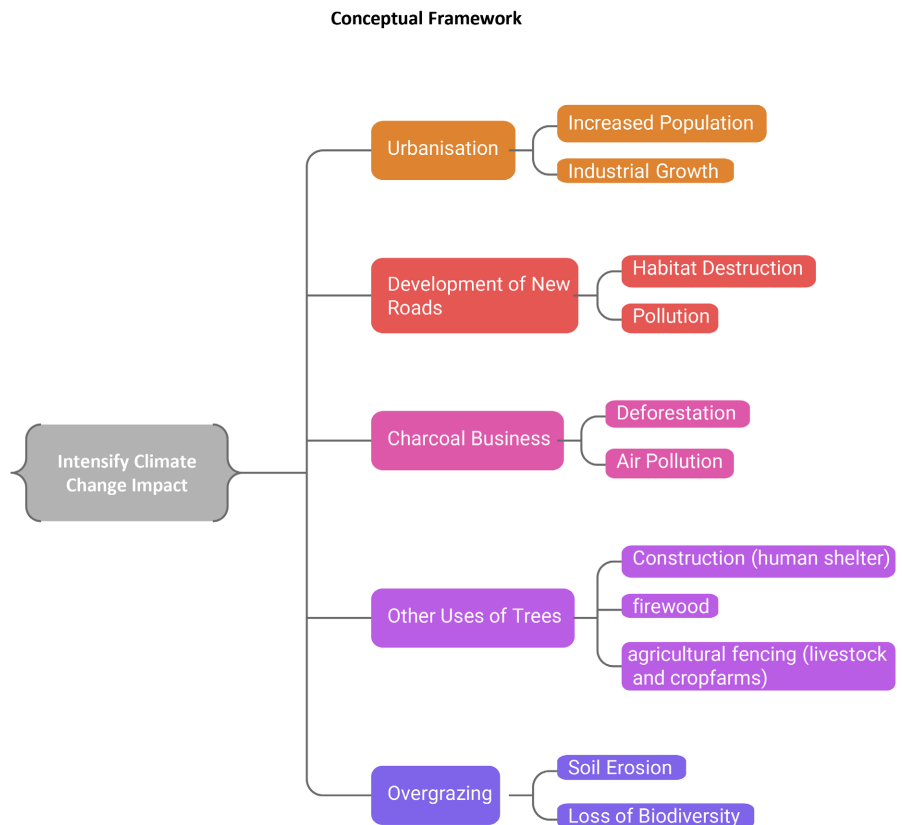 Conceptual Framework
Intensify Climate
Change Impact
Urbanisation
Increased Population
Industrial Growth
Development of New
Roads
Habitat Destruction
Pollution
Charcoal Business
Deforestation
Air Pollution
Other Uses of Trees
Construction (human shelter)
firewood
agricultural fencing (livestock
and cropfarms)
Overgrazing
Soil Erosion
Loss of Biodiversity